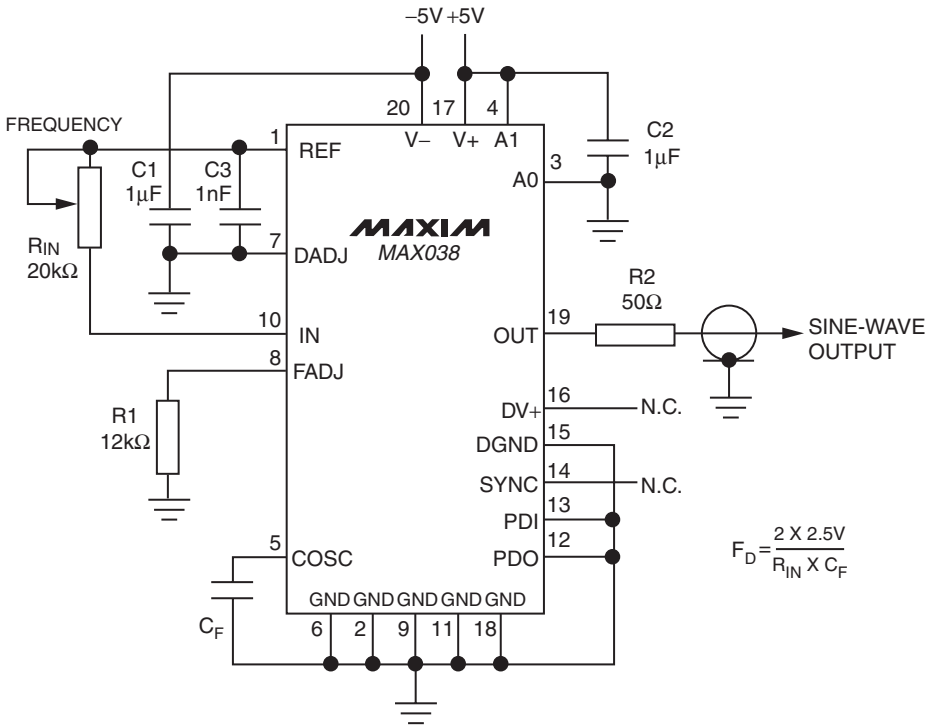 −5V +5V
20 17 4
V− V+ A1
FREQUENCY
1 REF
C1
1µF
C3
1nF
C2
1µF
3 A0
MAXIM
MAX038
7 DADJ
RIN
20kΩ
10 IN
8 FADJ
R1
12kΩ
R2
50Ω
OUT 19
SINE-WAVE
OUTPUT
DV+ 16 N.C.
DGND 15
SYNC 14 N.C.
PDI 13
PDO 12
5 COSC
CF
GND GND GND GND GND
6 2 9 11 18
FD = 2 X 2.5V
RIN X CF